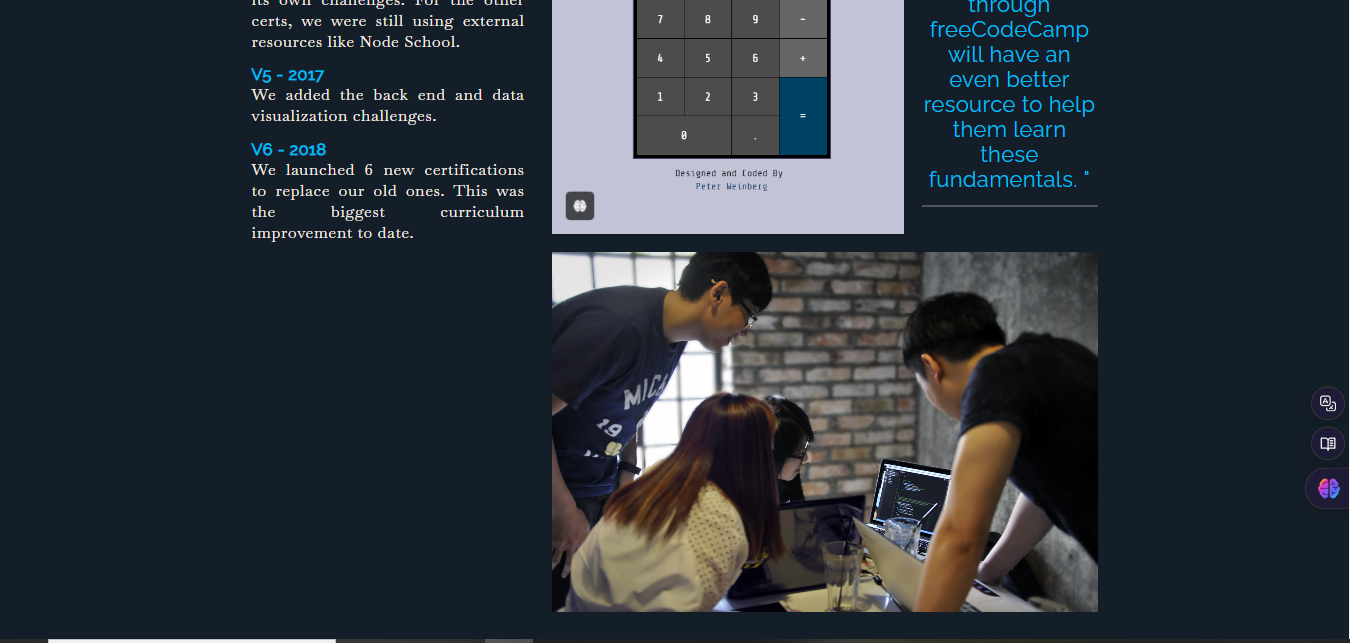 its own challenges. For the other
certs, we were still using external
resources like Node School.
V5 - 2017
We added the back end and data
visualization challenges.
V6 - 2018
We launched 6 new certifications
to replace our old ones. This was
the biggest curriculum
improvement to date.
7 8 9 -
4 5 6 +
1 2 3
=
0 .
Designed and Coded By
Peter Weinberg
through
freeCodeCamp
will have an
even better
resource to help
them learn
these
fundamentals. "
MICH
19